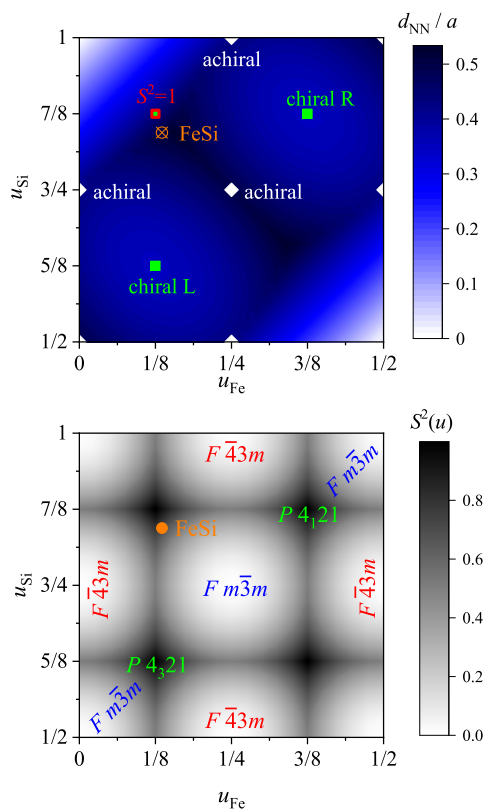 d_NN / a
1
achiral
S²=1
chiral R
7/8
FeSi
0.5
0.4
u_Si
3/4
achiral
achiral
0.3
0.2
5/8
chiral L
0.1
1/2
0
0
1/8
1/4
3/8
1/2
u_Fe
S²(u)
1
F 4̅3m
F m3̅m
0.8
7/8
P 4₁21
FeSi
0.6
u_Si
3/4
F 4̅3m
F m3̅m
F 4̅3m
0.4
5/8
P 4₃21
0.2
F m3̅m
F 4̅3m
1/2
0.0
0
1/8
1/4
3/8
1/2
u_Fe